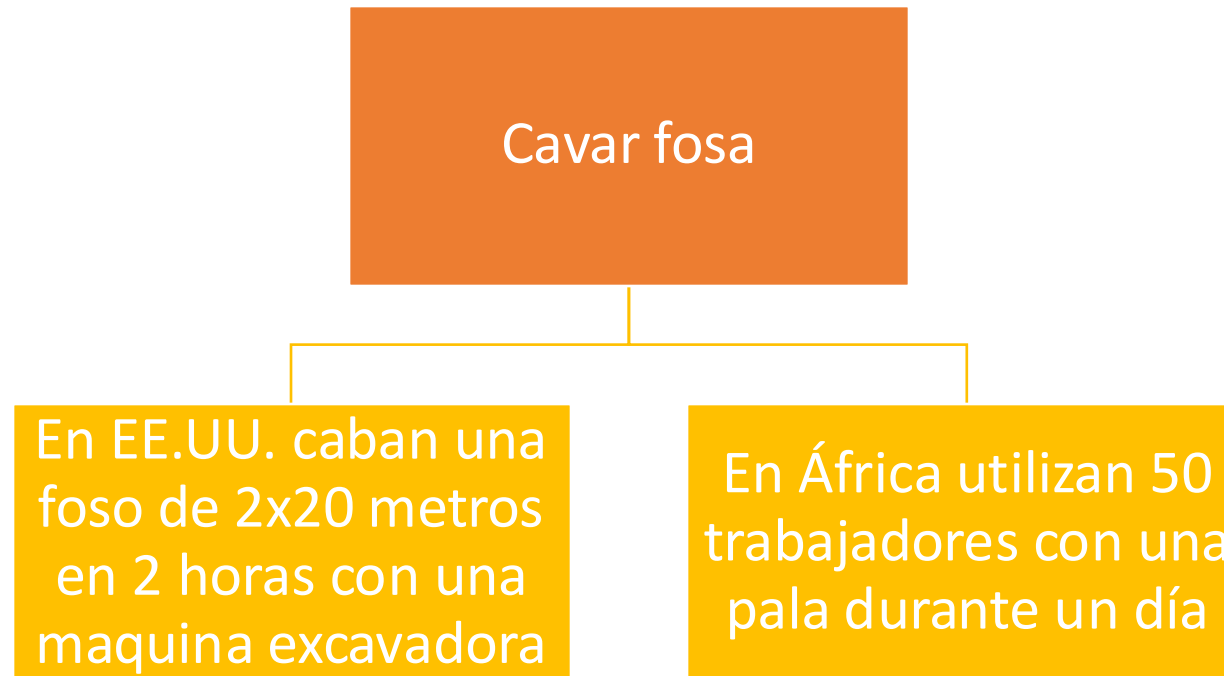 Cavar fosa
En EE.UU. caban una
foso de 2x20 metros
en 2 horas con una
maquina excavadora
En África utilizan 50
trabajadores con una
pala durante un día